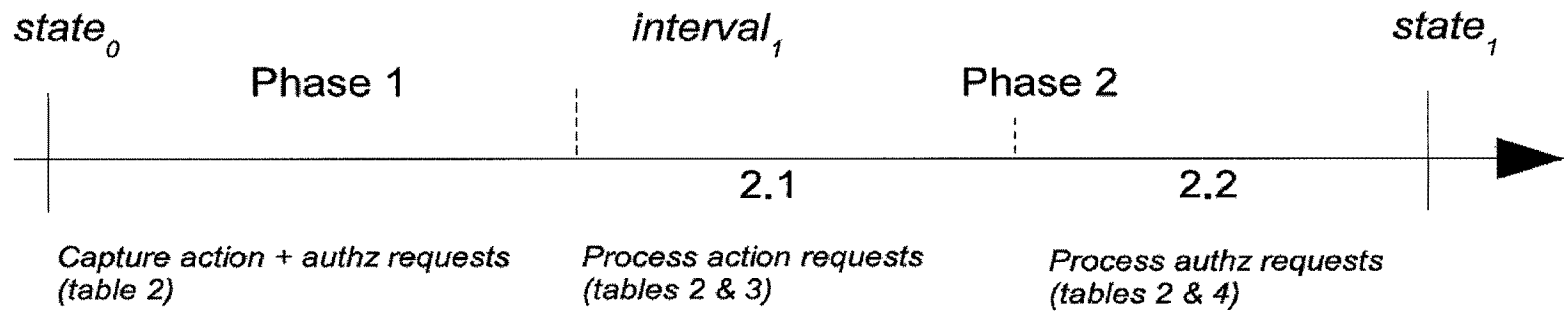 state₀ interval₁ state₁
Phase 1 Phase 2
2.1 2.2
Capture action + authz requests
(table 2)
Process action requests
(tables 2 & 3)
Process authz requests
(tables 2 & 4)